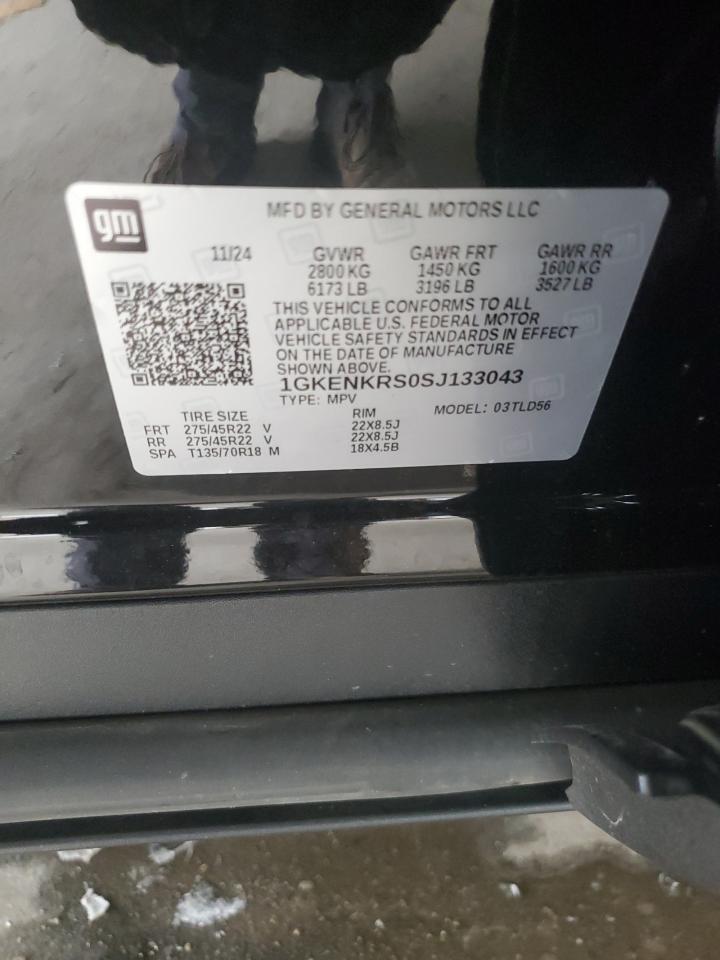 gm
MFD BY GENERAL MOTORS LLC
11/24 GVWR GAWR FRT GAWR RR
2800 KG 1450 KG 1600 KG
6173 LB 3196 LB 3527 LB
THIS VEHICLE CONFORMS TO ALL
APPLICABLE U.S. FEDERAL MOTOR
VEHICLE SAFETY STANDARDS IN EFFECT
ON THE DATE OF MANUFACTURE
SHOWN ABOVE.
1GKENKRS0SJ133043
TYPE: MPV MODEL: 03TLD56
TIRE SIZE RIM
FRT 275/45R22 V 22X8.5J
RR 275/45R22 V 22X8.5J
SPA T135/70R18 M 18X4.5B